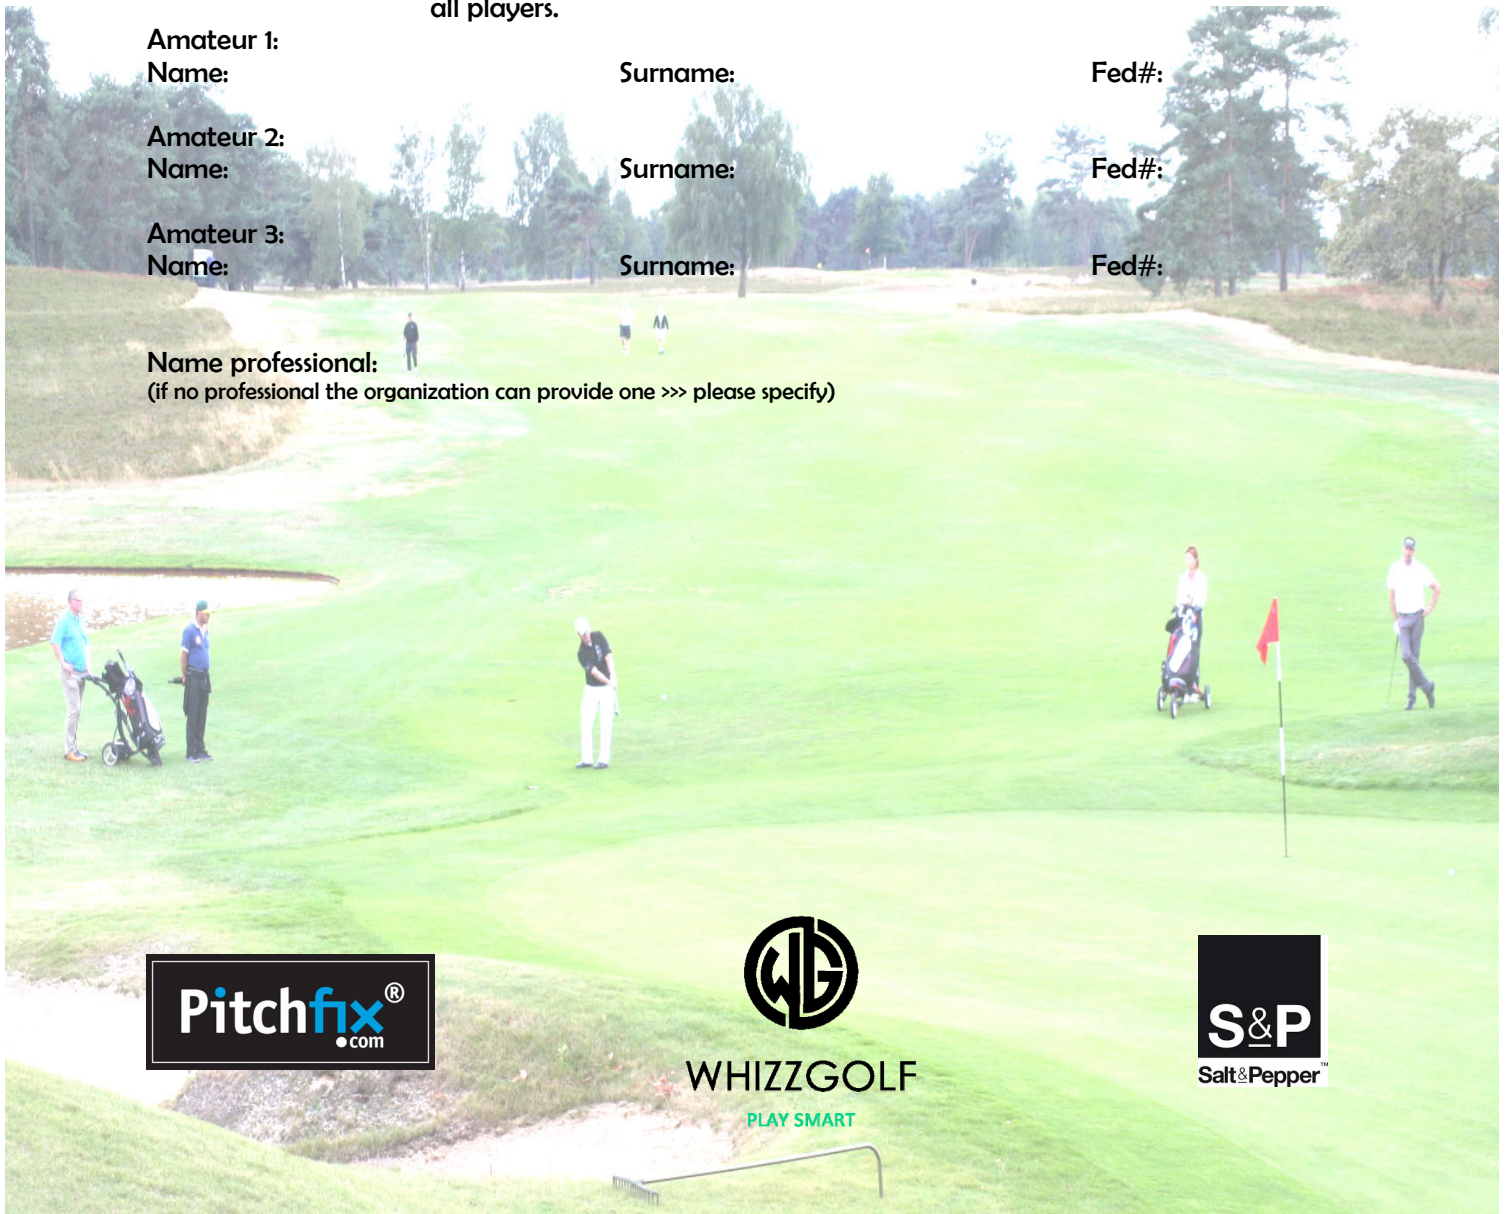 all players.
Amateur 1:
Name: Surname: Fed#:
Amateur 2:
Name: Surname: Fed#:
Amateur 3:
Name: Surname: Fed#:
Name professional:
(if no professional the organization can provide one >>> please specify)
Pitchfix®
.com
WG
WHIZZGOLF
PLAY SMART
S&P
Salt&Pepper™